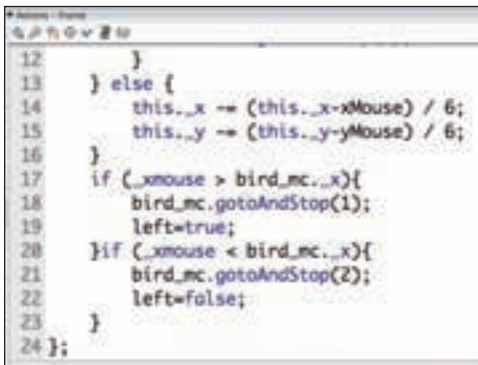 Actions - Frame
12 }
13 } else {
14 this._x -= (this._x-xMouse) / 6;
15 this._y -= (this._y-yMouse) / 6;
16 }
17 if (_xmouse > bird_mc._x){
18 bird_mc.gotoAndStop(1);
19 left=true;
20 }if (_xmouse < bird_mc._x){
21 bird_mc.gotoAndStop(2);
22 left=false;
23 }
24 };